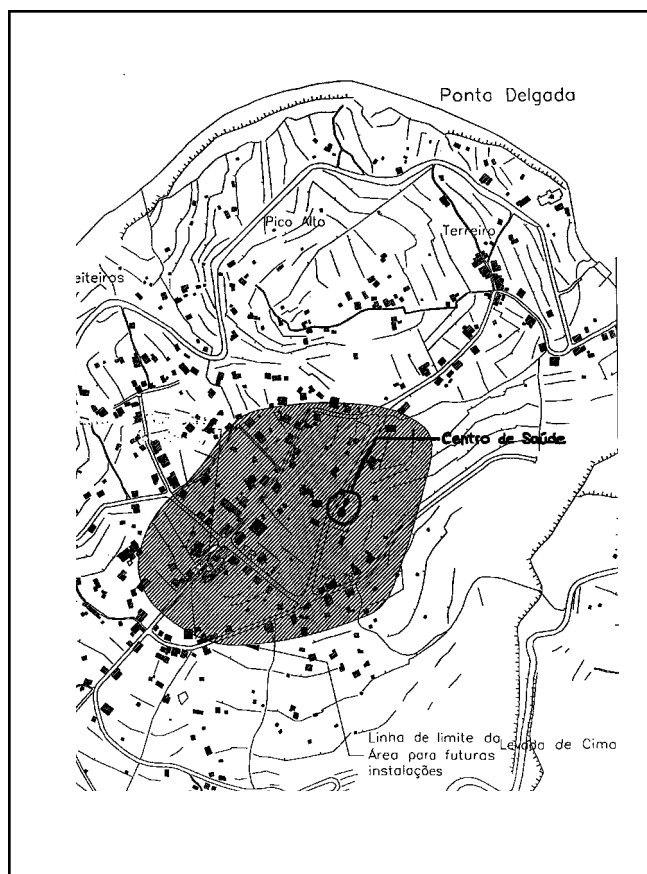 Ponta Delgada
Pico Alto
Terreiro
eiteiros
Centro de Saúde
Linha de limite da
Área para futuras
instalações
Levada de Cima